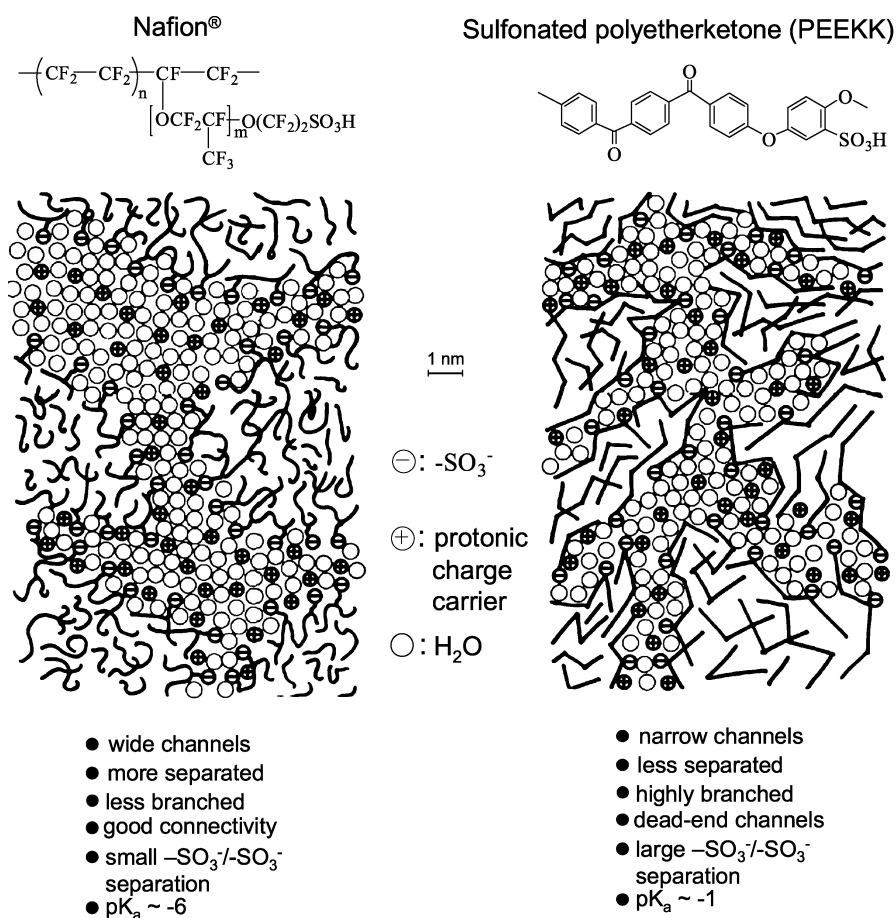 Nafion®
Sulfonated polyetherketone (PEEKK)
—(CF₂—CF₂)ₙ—CF—CF₂—
[OCF₂CF]ₘO(CF₂)₂SO₃H
CF₃
O
O
O
O
SO₃H
1 nm
⊖: -SO₃⁻
⊕: protonic
charge
carrier
○: H₂O
● wide channels
● more separated
● less branched
● good connectivity
● small –SO₃⁻/-SO₃⁻
separation
● pKₐ ~ -6
● narrow channels
● less separated
● highly branched
● dead-end channels
● large –SO₃⁻/-SO₃⁻
separation
● pKₐ ~ -1